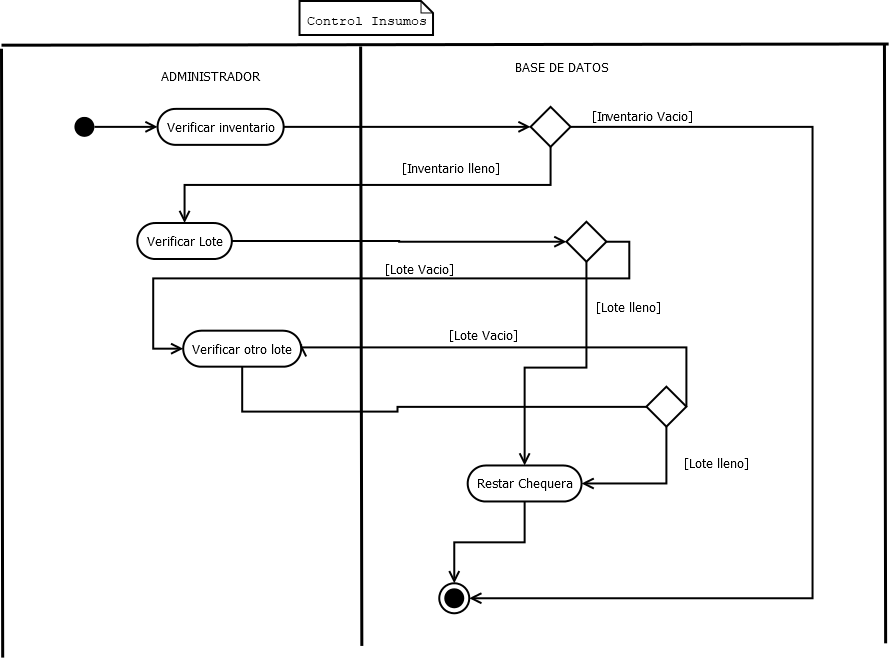 Control Insumos
ADMINISTRADOR
BASE DE DATOS
Verificar inventario
[Inventario Vacio]
[Inventario lleno]
Verificar Lote
[Lote Vacio]
[Lote lleno]
[Lote Vacio]
Verificar otro lote
[Lote lleno]
Restar Chequera